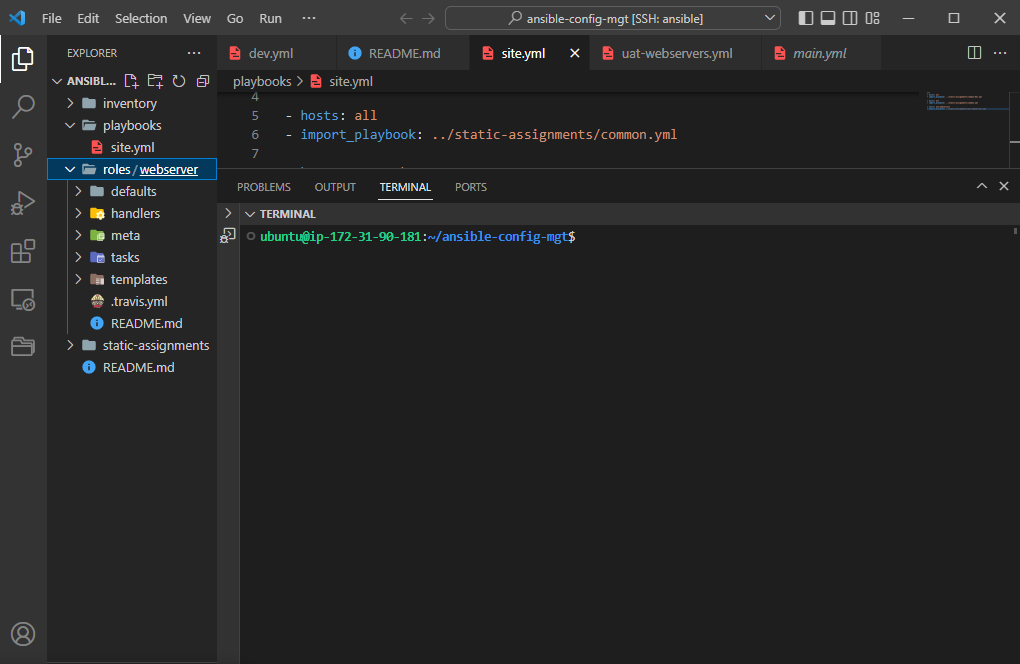 File Edit Selection View Go Run ··· ansible-config-mgt [SSH: ansible]
EXPLORER ···
ANSIBL...
inventory
playbooks
site.yml
roles / webserver
defaults
handlers
meta
tasks
templates
.travis.yml
README.md
static-assignments
README.md
dev.yml README.md site.yml uat-webservers.yml main.yml ···
playbooks > site.yml
4
5 - hosts: all
6 - import_playbook: ../static-assignments/common.yml
7
PROBLEMS OUTPUT TERMINAL PORTS
TERMINAL
ubuntu@ip-172-31-90-181:~/ansible-config-mgt$